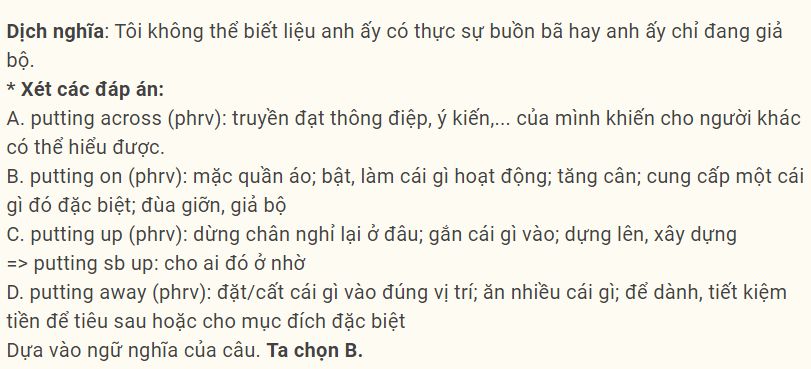 Dịch nghĩa: Tôi không thể biết liệu anh ấy có thực sự buồn bã hay anh ấy chỉ đang giả
bộ.
* Xét các đáp án:
A. putting across (phrv): truyền đạt thông điệp, ý kiến,... của mình khiến cho người khác
có thể hiểu được.
B. putting on (phrv): mặc quần áo; bật, làm cái gì hoạt động; tăng cân; cung cấp một cái
gì đó đặc biệt; đùa giỡn, giả bộ
C. putting up (phrv): dừng chân nghỉ lại ở đâu; gắn cái gì vào; dựng lên, xây dựng
=> putting sb up: cho ai đó ở nhờ
D. putting away (phrv): đặt/cất cái gì vào đúng vị trí; ăn nhiều cái gì; để dành, tiết kiệm
tiền để tiêu sau hoặc cho mục đích đặc biệt
Dựa vào ngữ nghĩa của câu. Ta chọn B.